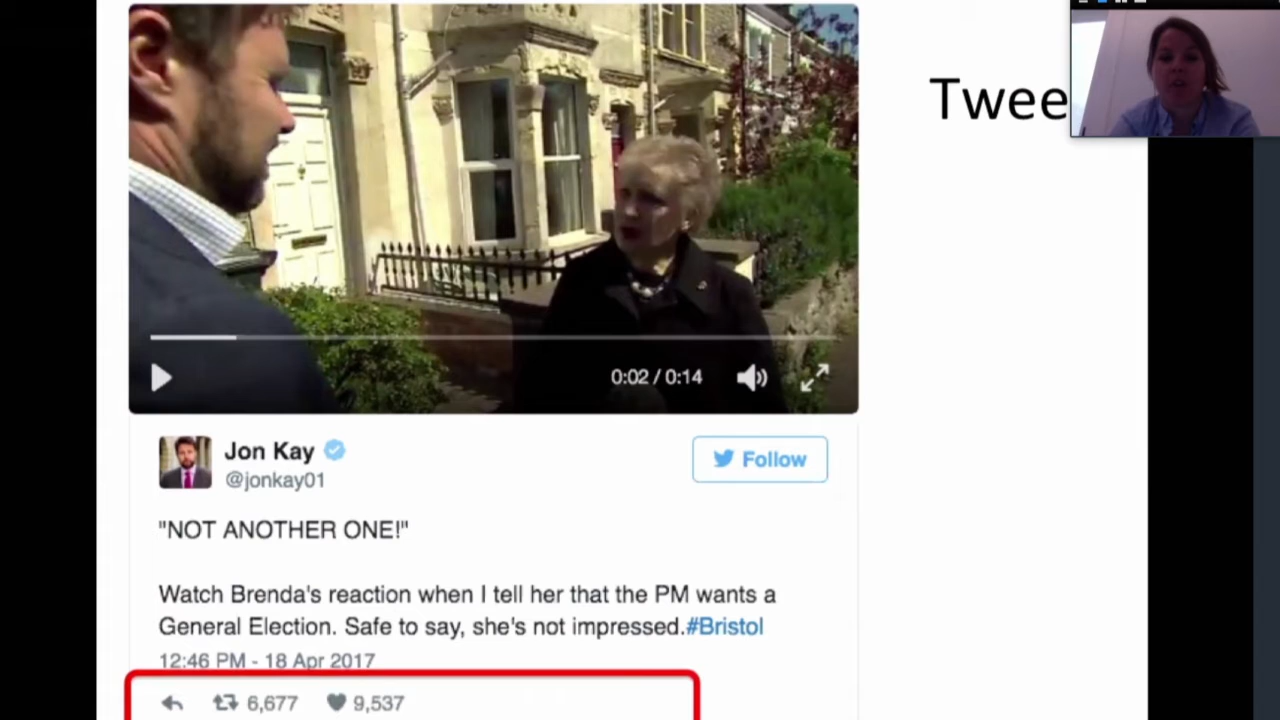 Twee
0:02 / 0:14
Jon Kay
@jonkay01
Follow
"NOT ANOTHER ONE!"
Watch Brenda's reaction when I tell her that the PM wants a
General Election. Safe to say, she's not impressed.#Bristol
12:46 PM - 18 Apr 2017
6,677 9,537